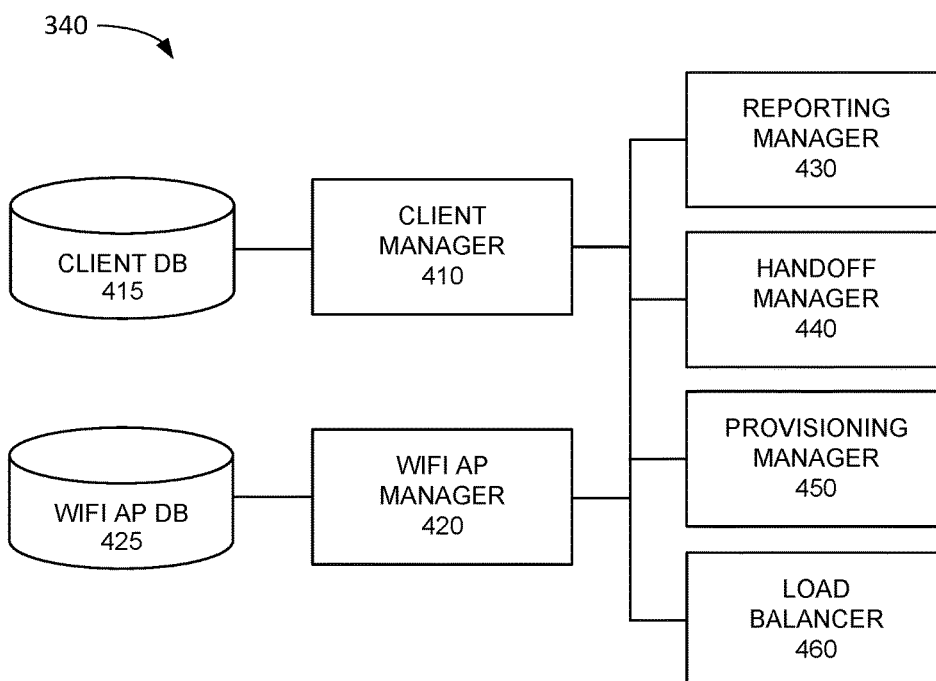 340
CLIENT DB
415
CLIENT
MANAGER
410
WIFI AP DB
425
WIFI AP
MANAGER
420
REPORTING
MANAGER
430
HANDOFF
MANAGER
440
PROVISIONING
MANAGER
450
LOAD
BALANCER
460